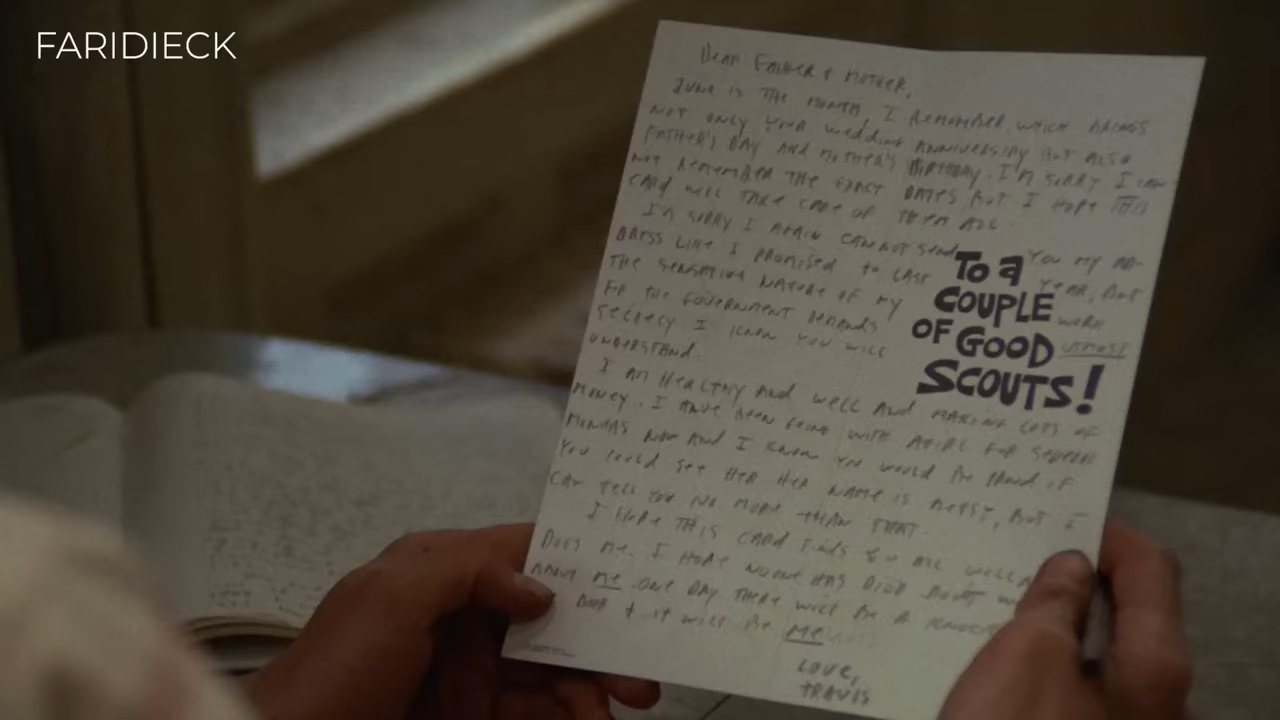 FARIDIECK
DEAR FATHER & MOTHER,
JUNE IS THE MONTH, I REMEMBER, WHICH BRINGS
NOT ONLY YOUR WEDDING ANNIVERSARY BUT ALSO
FATHER'S DAY AND MOTHER'S BIRTHDAY. I'M SORRY I CAN
NOT REMEMBER THE EXACT DATES BUT I HOPE THIS
CARD WILL TAKE CARE OF THEM ALL.
I'M SORRY I AGAIN CANNOT SEND YOU MY AD-
DRESS LIKE I PROMISED TO LAST YEAR, BUT
THE SENSITIVE NATURE OF MY WORK
FOR THE GOVERNMENT DEMANDS UTMOST
SECRECY. I KNOW YOU WILL
UNDERSTAND.
To a
COUPLE
OF GOOD
SCOUTS!
I AM HEALTHY AND WELL AND MAKING LOTS OF
MONEY. I HAVE BEEN GOING WITH A GIRL FOR SEVERAL
MONTHS NOW AND I KNOW YOU WOULD BE PROUD IF
YOU COULD SEE HER HER NAME IS BETSY, BUT I
CAN TELL YOU NO MORE THAN THAT.
I HOPE THIS CARD FINDS YOU ALL WELL
DOES ME. I HOPE NO ONE HAS DIED DON'T
ABOUT ME ONE DAY THERE WILL BE A KNOCK
DOOR & IT WILL BE ME
LOVE,
TRAVIS